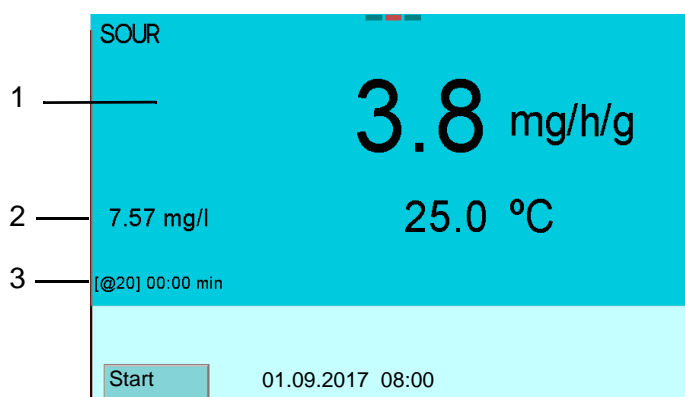 SOUR
1 3.8 mg/h/g
2 7.57 mg/l 25.0 ºC
3 [@20] 00:00 min
Start 01.09.2017 08:00